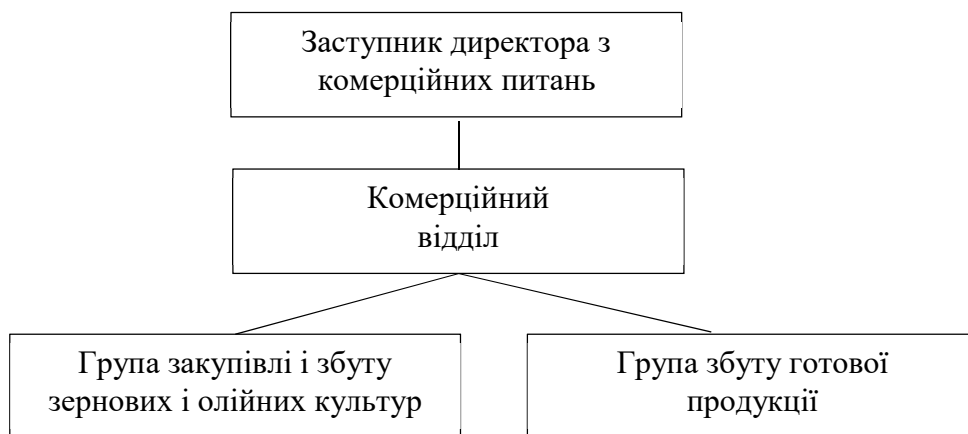 Заступник директора з
комерційних питань
Комерційний
відділ
Група закупівлі і збуту
зернових і олійних культур
Група збуту готової
продукції